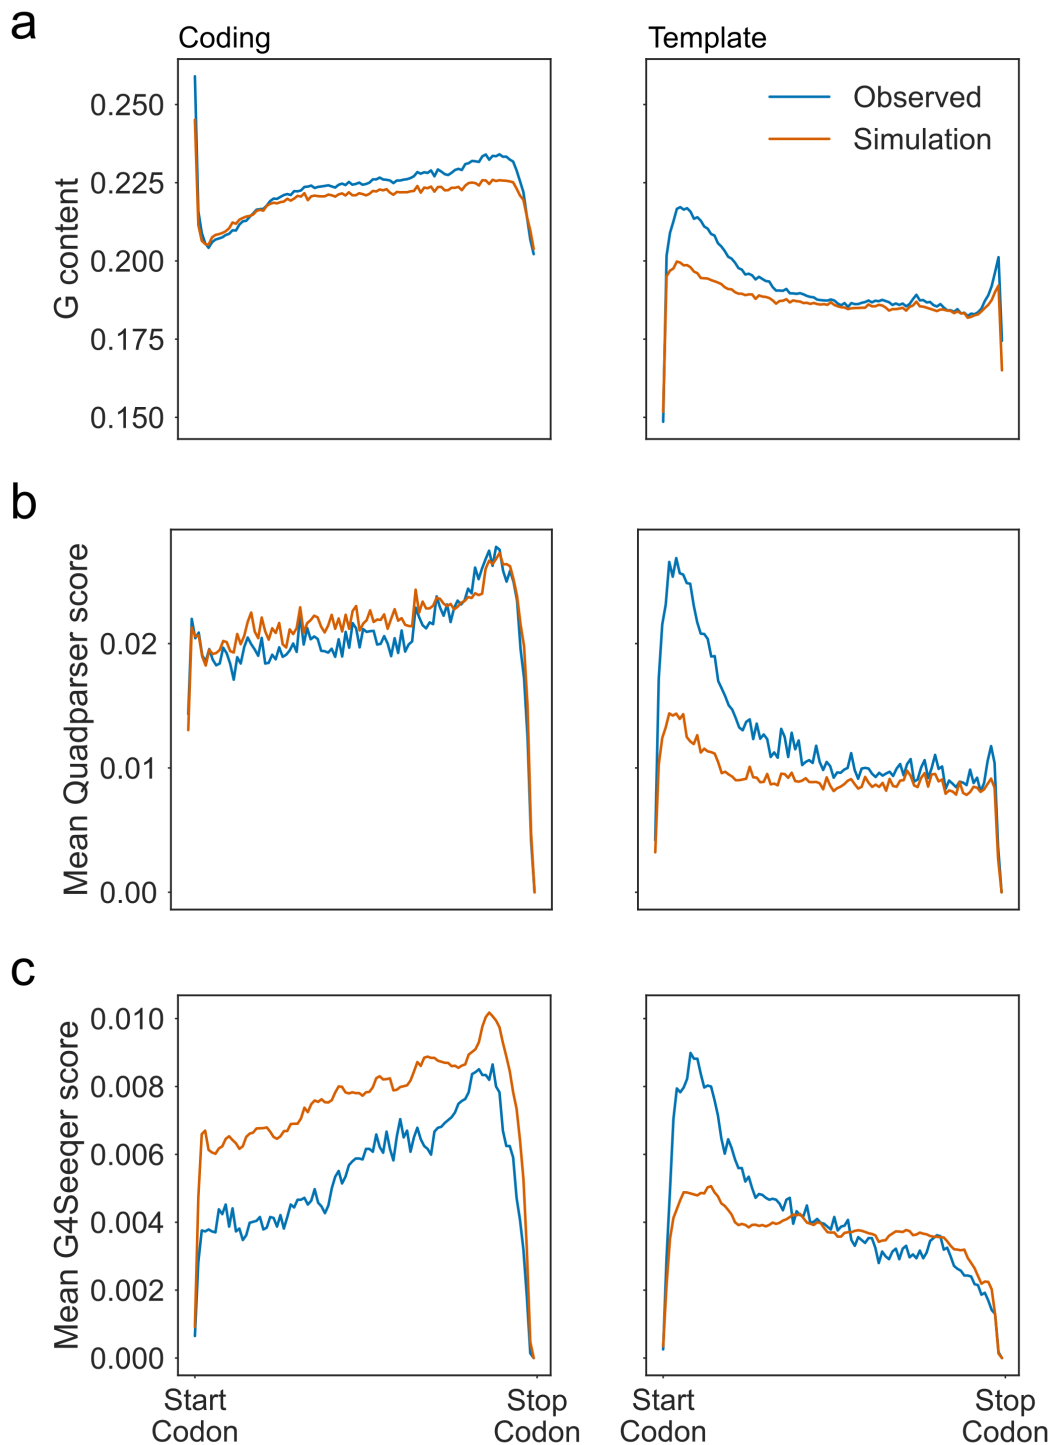 a
Coding
Template
G content
0.250
0.225
0.200
0.175
0.150
Observed
Simulation
b
Mean Quadparser score
0.02
0.01
0.00
c
Mean G4Seeqer score
0.010
0.008
0.006
0.004
0.002
0.000
Start
Codon
Stop
Codon
Start
Codon
Stop
Codon